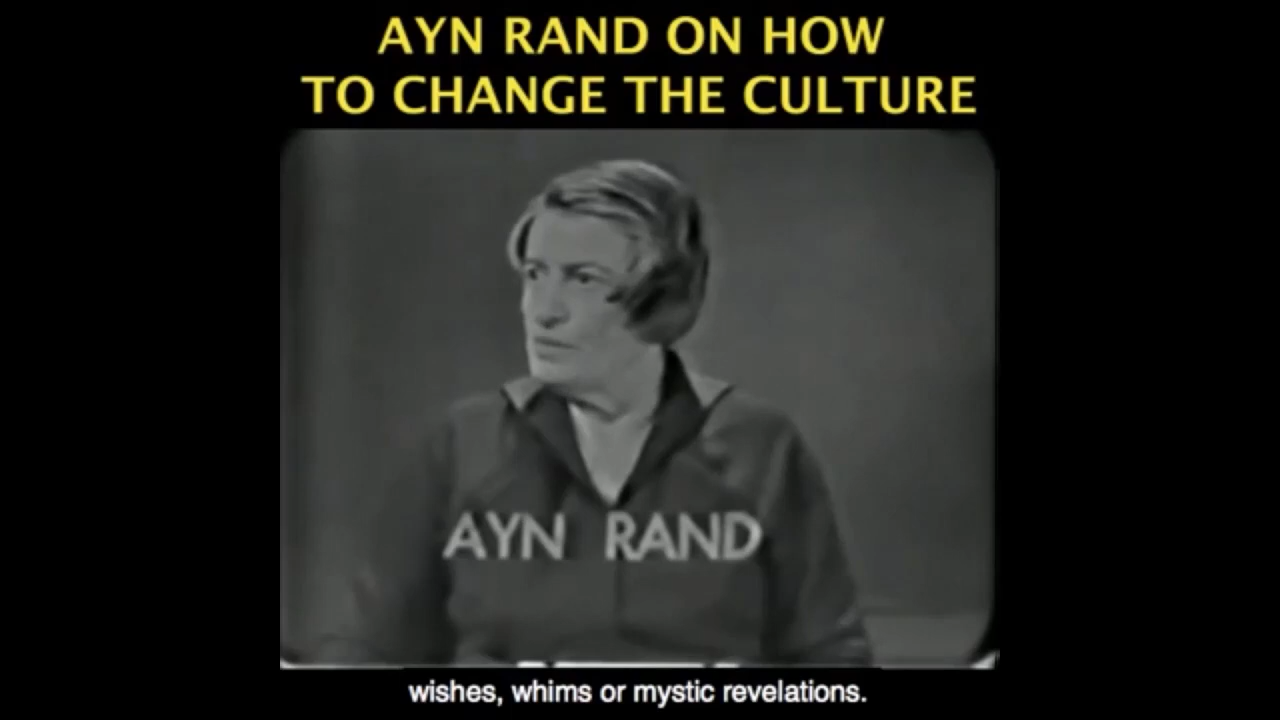 AYN RAND ON HOW
TO CHANGE THE CULTURE
AYN RAND
wishes, whims or mystic revelations.